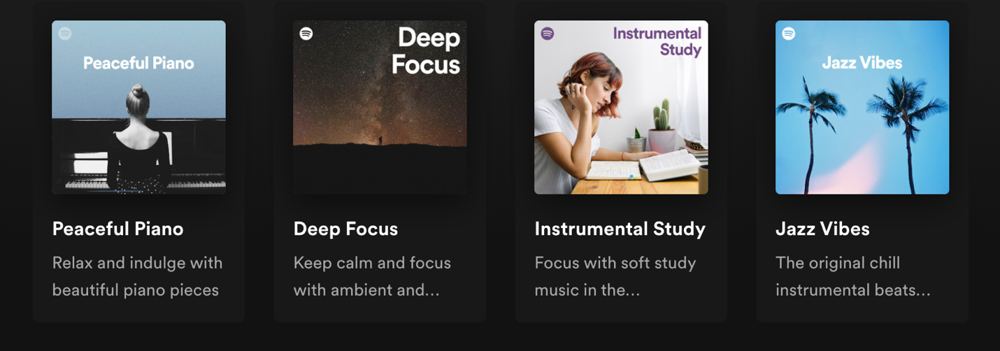 Peaceful Piano
Deep
Focus
Instrumental
Study
Jazz Vibes
Peaceful Piano
Relax and indulge with
beautiful piano pieces
Deep Focus
Keep calm and focus
with ambient and...
Instrumental Study
Focus with soft study
music in the...
Jazz Vibes
The original chill
instrumental beats...